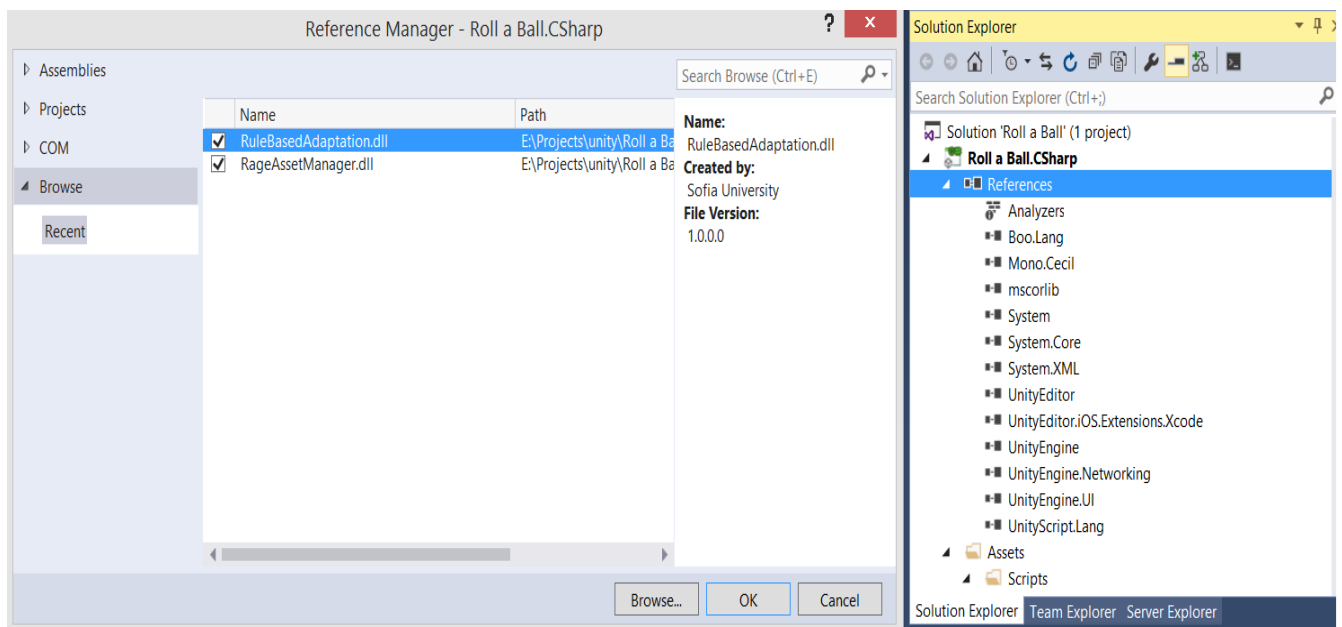 Reference Manager - Roll a Ball.CSharp
? x
Assemblies
Projects
COM
Browse
Recent
Search Browse (Ctrl+E)
Name Path
RuleBasedAdaptation.dll E:\Projects\unity\Roll a Ba
RageAssetManager.dll E:\Projects\unity\Roll a Ba
Name:
RuleBasedAdaptation.dll
Created by:
Sofia University
File Version:
1.0.0.0
Browse... OK Cancel
Solution Explorer
Search Solution Explorer (Ctrl+;)
Solution 'Roll a Ball' (1 project)
Roll a Ball.CSharp
References
Analyzers
Boo.Lang
Mono.Cecil
mscorlib
System
System.Core
System.XML
UnityEditor
UnityEditor.iOS.Extensions.Xcode
UnityEngine
UnityEngine.Networking
UnityEngine.UI
UnityScript.Lang
Assets
Scripts
Solution Explorer Team Explorer Server Explorer